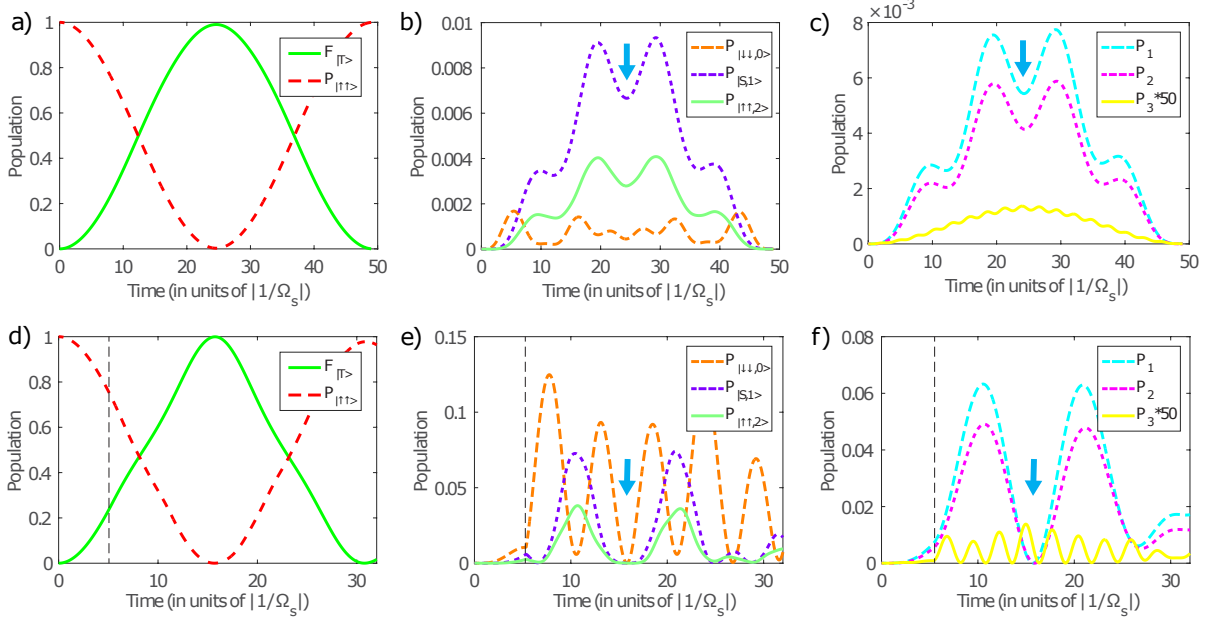 a)
Population
1
0.8
0.6
0.4
0.2
0
0 10 20 30 40 50
Time (in units of |1/Ωs|)
F|T>
P|↑↑>
b)
Population
0.01
0.008
0.006
0.004
0.002
0
0 10 20 30 40 50
Time (in units of |1/Ωs|)
P|↓↓,0>
P|S,1>
P|↑↑,2>
c)
×10-3
Population
8
6
4
2
0
0 10 20 30 40 50
Time (in units of |1/Ωs|)
P1
P2
P3*50
d)
Population
1
0.8
0.6
0.4
0.2
0
0 10 20 30
Time (in units of |1/Ωs|)
F|T>
P|↑↑>
e)
Population
0.15
0.1
0.05
0
0 10 20 30
Time (in units of |1/Ωs|)
P|↓↓,0>
P|S,1>
P|↑↑,2>
f)
Population
0.08
0.06
0.04
0.02
0
0 10 20 30
Time (in units of |1/Ωs|)
P1
P2
P3*50